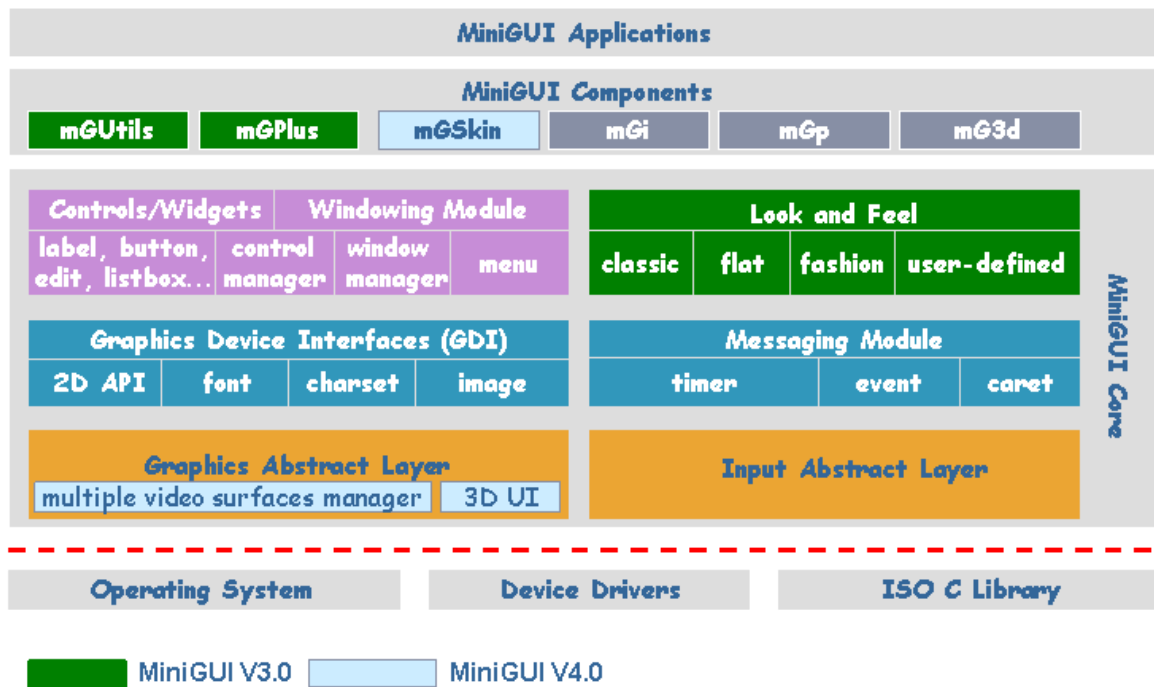 MiniGUI Applications
MiniGUI Components
mGUtils
mGPlus
mGSkin
mGi
mGp
mG3d
Controls/Widgets
Windowing Module
label, button,
edit, listbox...
control
manager
window
manager
menu
Look and Feel
classic
flat
fashion
user-defined
Graphics Device Interfaces (GDI)
2D API
font
charset
image
Messaging Module
timer
event
caret
MiniGUI Core
Graphics Abstract Layer
multiple video surfaces manager
3D UI
Input Abstract Layer
Operating System
Device Drivers
ISO C Library
MiniGUI V3.0
MiniGUI V4.0